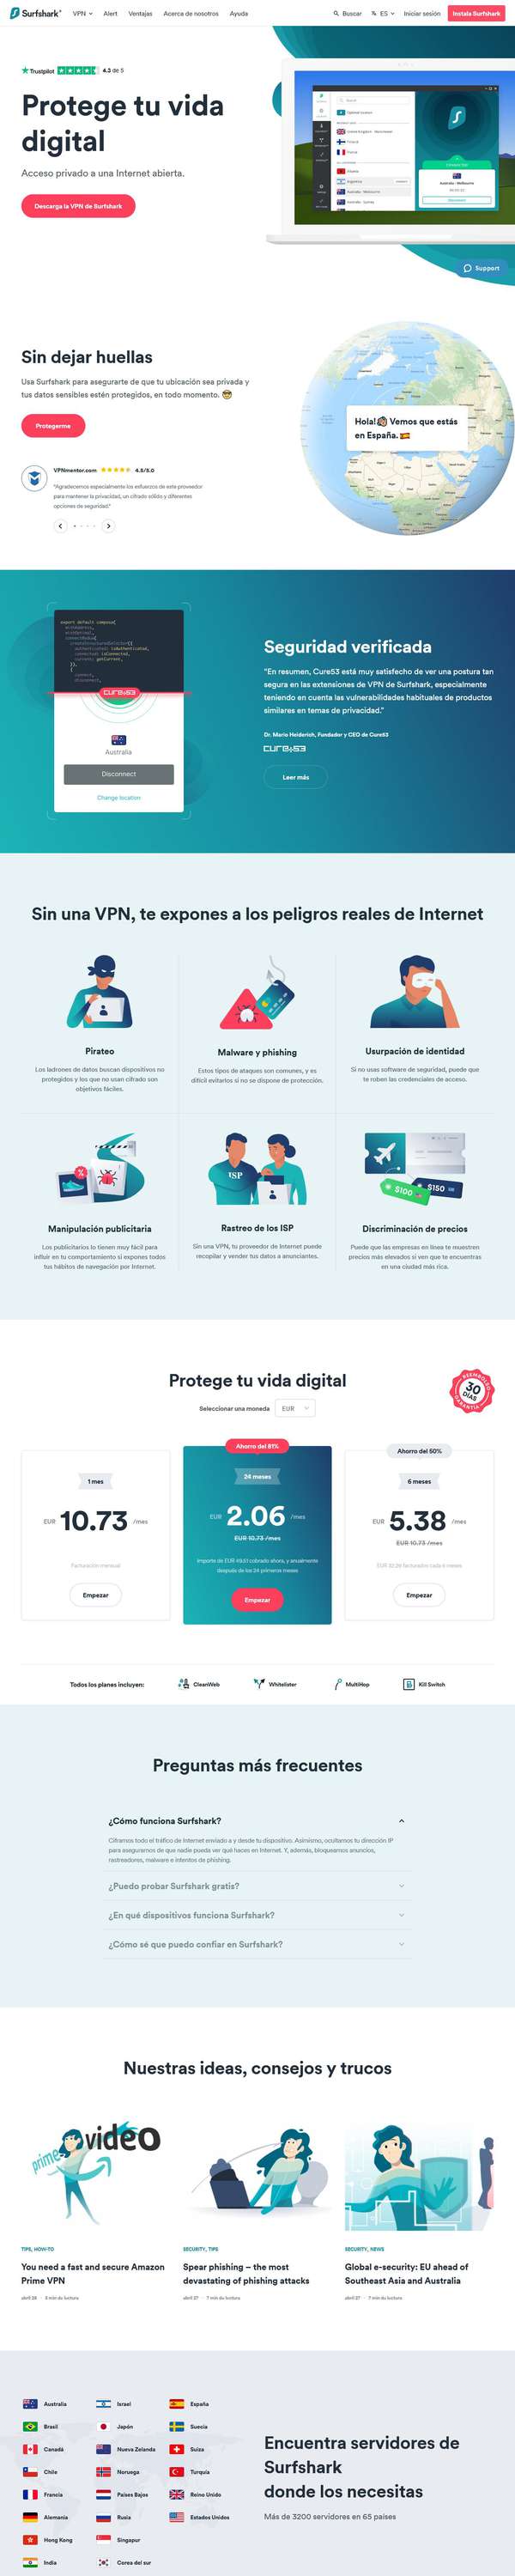 Surfshark
VPN Alert Ventajas Acerca de nosotros Ayuda
Buscar ES Iniciar sesión Instala Surfshark
Trustpilot 4.3 de 5
Protege tu vida
digital
Acceso privado a una Internet abierta.
Descarga la VPN de Surfshark
Support
Sin dejar huellas
Usa Surfshark para asegurarte de que tu ubicación sea privada y
tus datos sensibles estén protegidos, en todo momento.
Protegerme
Hola! Vemos que estás
en España.
VPNmentor.com 4.8/5.0
"Agradecemos especialmente los esfuerzos de este proveedor
para mantener la privacidad, un cifrado sólido y diferentes
opciones de seguridad."
cure53
Australia
Disconnect
Change location
Seguridad verificada
"En resumen, Cure53 está muy satisfecho de ver una postura tan
segura en las extensiones de VPN de Surfshark, especialmente
teniendo en cuenta las vulnerabilidades habituales de productos
similares en temas de privacidad."
Dr. Mario Heiderich, Fundador y CEO de Cure53
cure53
Leer más
Sin una VPN, te expones a los peligros reales de Internet
Pirateo
Los ladrones de datos buscan dispositivos no
protegidos y los que no usan cifrado son
objetivos fáciles.
Malware y phishing
Estos tipos de ataques son comunes, y es
difícil evitarlos si no se dispone de protección.
Usurpación de identidad
Si no usas software de seguridad, puede que
te roben las credenciales de acceso.
ISP
$100
$150
Manipulación publicitaria
Los publicitarios lo tienen muy fácil para
influir en tu comportamiento si expones todos
tus hábitos de navegación por Internet.
Rastreo de los ISP
Sin una VPN, tu proveedor de Internet puede
recopilar y vender tus datos a anunciantes.
Discriminación de precios
Puede que las empresas en línea te muestren
precios más elevados si ven que te encuentras
en una ciudad más rica.
Protege tu vida digital
Seleccionar una moneda EUR
REEMBOLSO
30
DÍAS
GARANTÍA
1 mes
EUR 10.73 /mes
Facturación mensual
Empezar
Ahorro del 81%
24 meses
EUR 2.06 /mes
EUR 10.73 /mes
Importe de EUR 49.10 cobrado ahora, y anualmente
después de los 24 primeros meses
Empezar
Ahorro del 50%
6 meses
EUR 5.38 /mes
EUR 10.73 /mes
EUR 32.26 facturados cada 6 meses
Empezar
Todos los planes incluyen:
CleanWeb
Whitelister
MultiHop
Kill Switch
Preguntas más frecuentes
¿Cómo funciona Surfshark?
Ciframos todo el tráfico de Internet enviado a y desde tu dispositivo. Asimismo, ocultamos tu dirección IP
para asegurarnos de que nadie pueda ver qué haces en Internet. Y, además, bloqueamos anuncios,
rastreadores, malware e intentos de phishing.
¿Puedo probar Surfshark gratis?
¿En qué dispositivos funciona Surfshark?
¿Cómo sé que puedo confiar en Surfshark?
Nuestras ideas, consejos y trucos
prime video
TIPS, HOW-TO
You need a fast and secure Amazon
Prime VPN
abril 28 · 5 min de lectura
SECURITY, TIPS
Spear phishing – the most
devastating of phishing attacks
abril 27 · 7 min de lectura
SECURITY, NEWS
Global e-security: EU ahead of
Southeast Asia and Australia
abril 27 · 7 min de lectura
Australia
Brasil
Canadá
Chile
Francia
Alemania
Hong Kong
India
Israel
Japón
Nueva Zelanda
Noruega
Países Bajos
Rusia
Singapur
Corea del sur
España
Suecia
Suiza
Turquía
Reino Unido
Estados Unidos
Encuentra servidores de
Surfshark
donde los necesitas
Más de 3200 servidores en 65 países